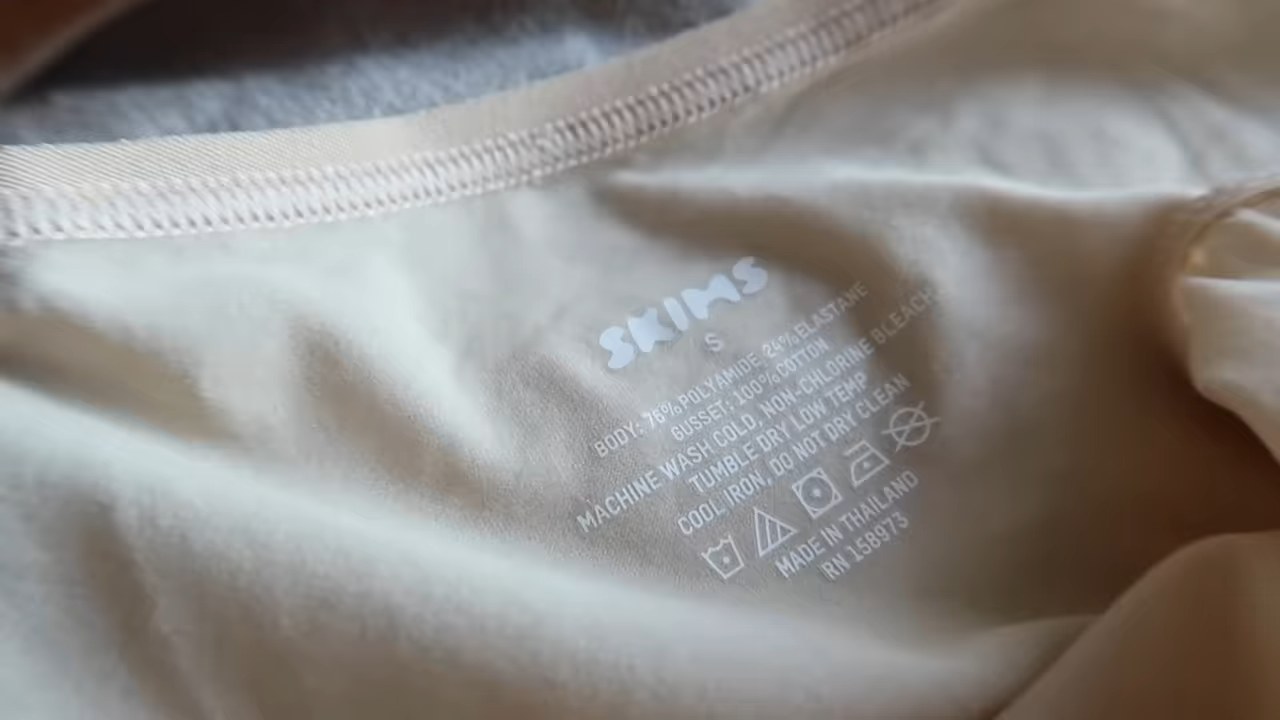 SKIMS
S
BODY: 76% POLYAMIDE, 24% ELASTANE
GUSSET: 100% COTTON
MACHINE WASH COLD, NON-CHLORINE BLEACH
TUMBLE DRY LOW TEMP
COOL IRON, DO NOT DRY CLEAN
MADE IN THAILAND
RN 158973